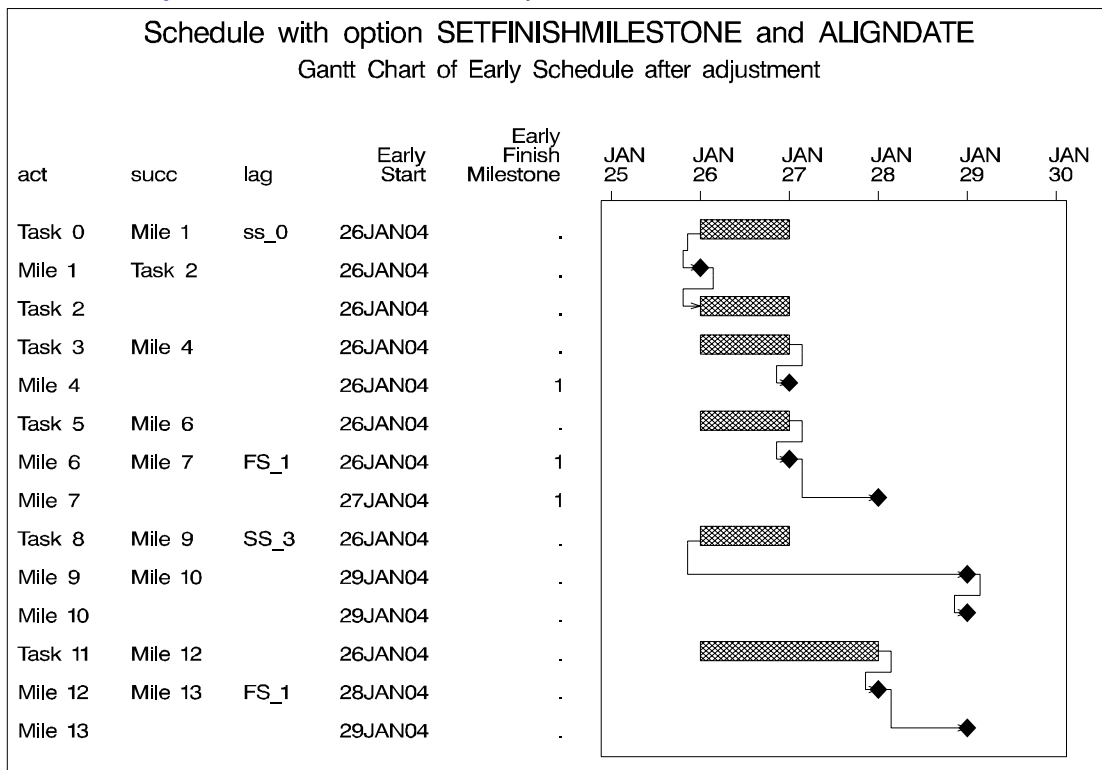 Schedule with option SETFINISHMILESTONE and ALIGNDATE
Gantt Chart of Early Schedule after adjustment
act succ lag Early Start Early Finish Milestone JAN 25 JAN 26 JAN 27 JAN 28 JAN 29 JAN 30
Task 0 Mile 1 ss_0 26JAN04 .
Mile 1 Task 2 26JAN04 .
Task 2 26JAN04 .
Task 3 Mile 4 26JAN04 .
Mile 4 26JAN04 1
Task 5 Mile 6 26JAN04 .
Mile 6 Mile 7 FS_1 26JAN04 1
Mile 7 27JAN04 1
Task 8 Mile 9 SS_3 26JAN04 .
Mile 9 Mile 10 29JAN04 .
Mile 10 29JAN04 .
Task 11 Mile 12 26JAN04 .
Mile 12 Mile 13 FS_1 28JAN04 .
Mile 13 29JAN04 .